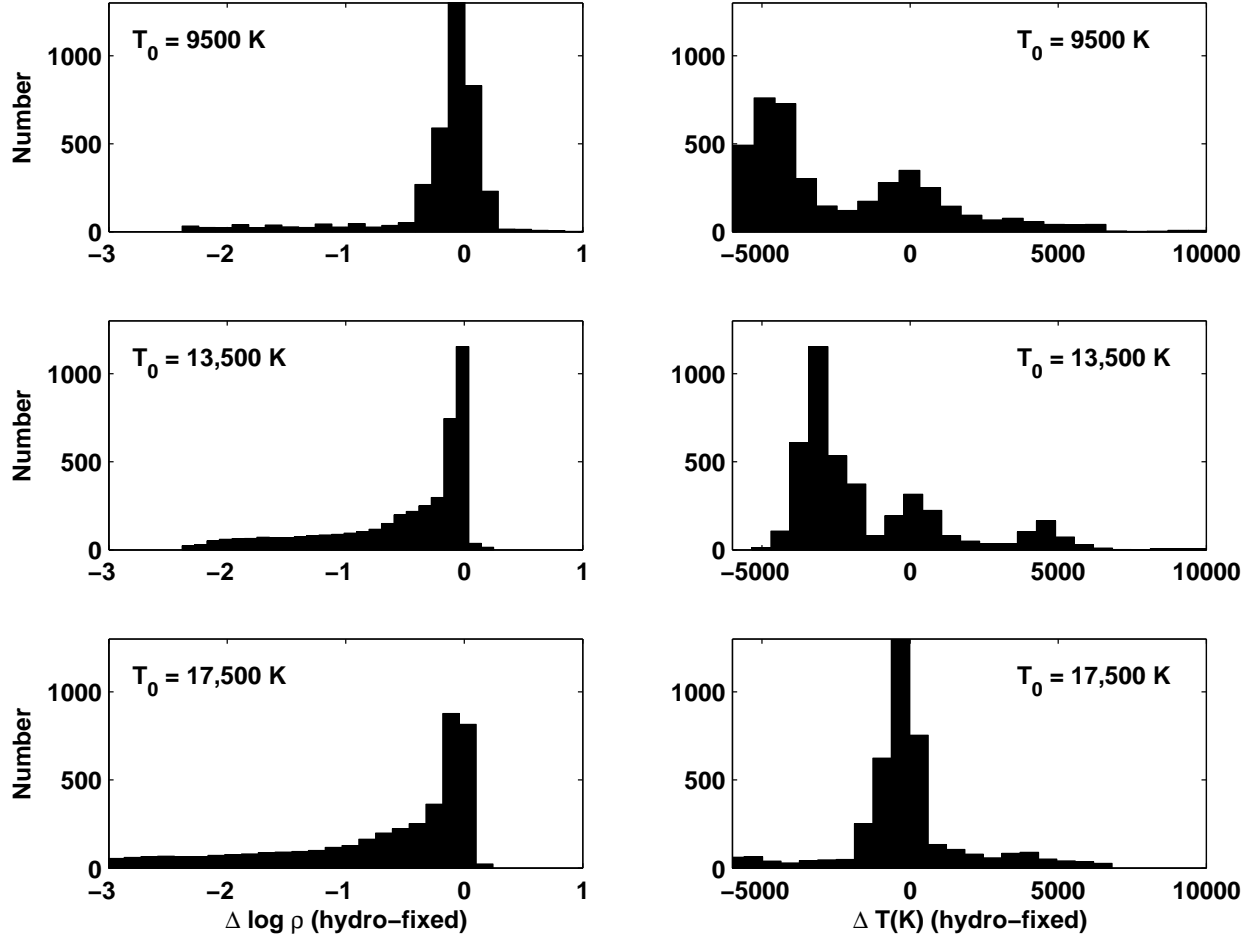 T0 = 9500 K
Number
1000
500
0
−3 −2 −1 0 1
T0 = 9500 K
1000
500
0
−5000 0 5000 10000
T0 = 13,500 K
Number
1000
500
0
−3 −2 −1 0 1
T0 = 13,500 K
1000
500
0
−5000 0 5000 10000
T0 = 17,500 K
Number
1000
500
0
−3 −2 −1 0 1
Δ log ρ (hydro−fixed)
T0 = 17,500 K
1000
500
0
−5000 0 5000 10000
Δ T(K) (hydro−fixed)